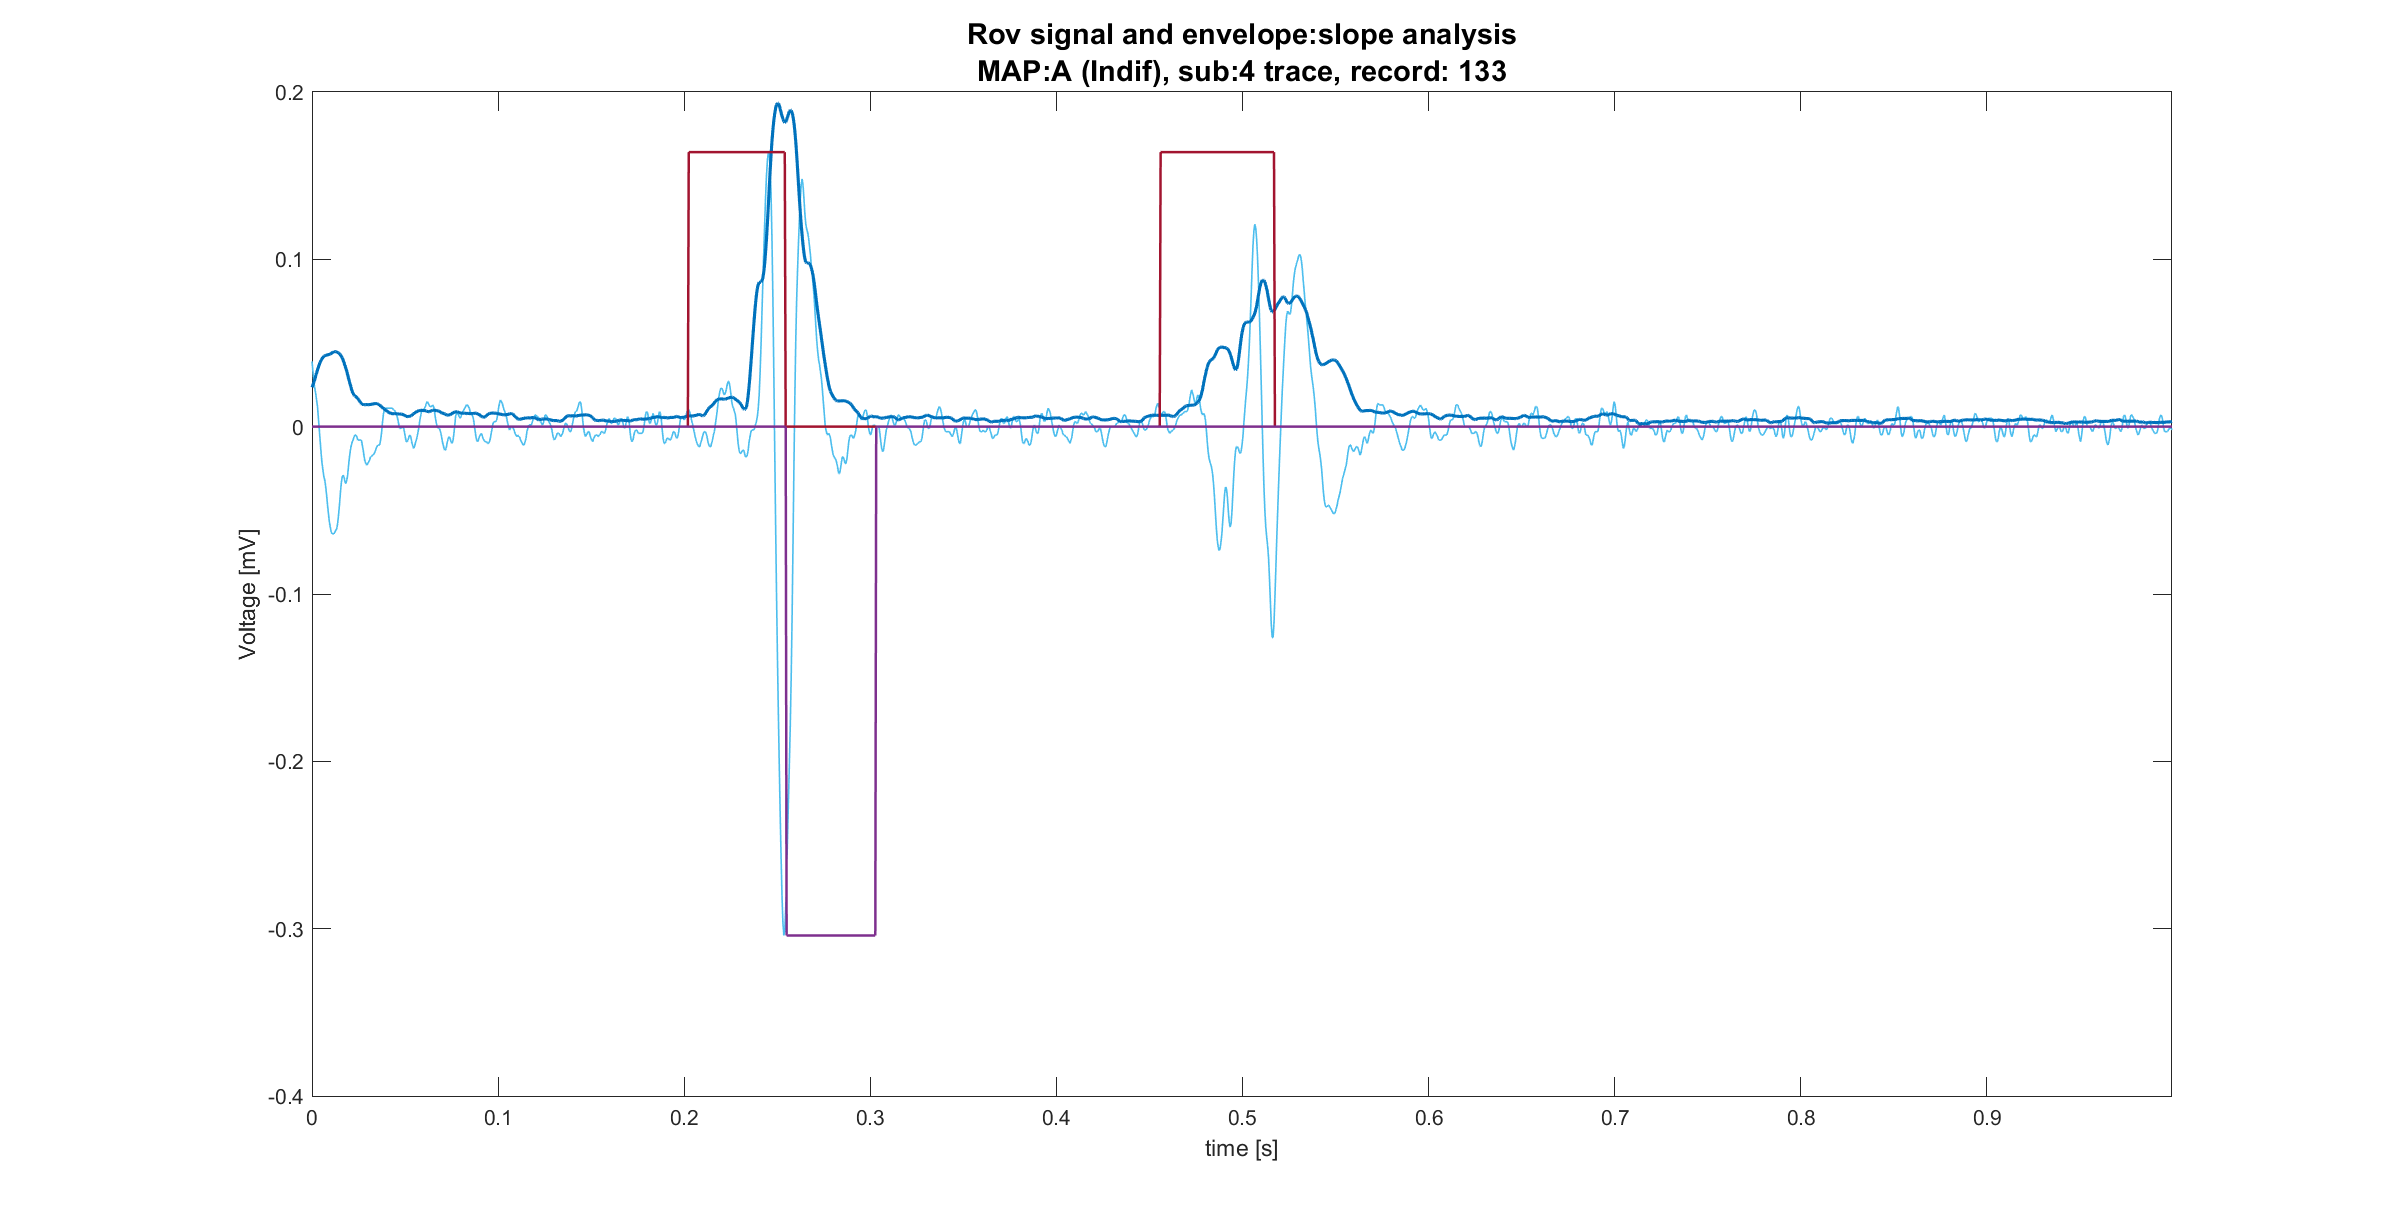 Rov signal and envelope:slope analysis
MAP:A (Indif), sub:4 trace, record: 133
0.2
0.1
0
-0.1
-0.2
-0.3
-0.4
Voltage [mV]
0 0.1 0.2 0.3 0.4 0.5 0.6 0.7 0.8 0.9
time [s]